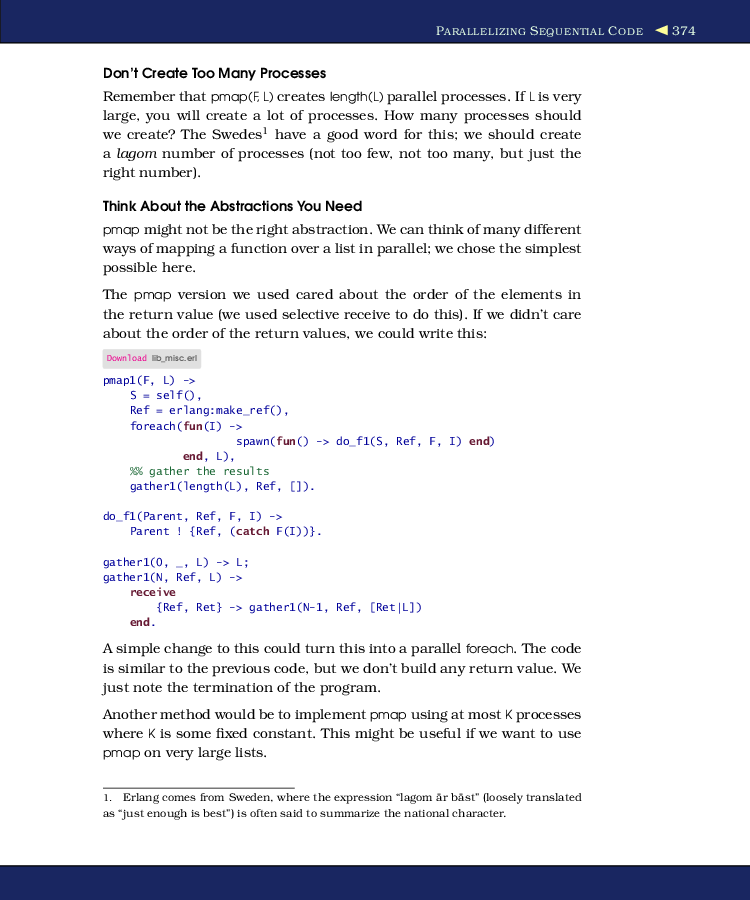 PARALLELIZING SEQUENTIAL CODE ◀ 374
Don’t Create Too Many Processes
Remember that pmap(F, L) creates length(L) parallel processes. If L is very
large, you will create a lot of processes. How many processes should
we create? The Swedes1 have a good word for this; we should create
a lagom number of processes (not too few, not too many, but just the
right number).
Think About the Abstractions You Need
pmap might not be the right abstraction. We can think of many different
ways of mapping a function over a list in parallel; we chose the simplest
possible here.
The pmap version we used cared about the order of the elements in
the return value (we used selective receive to do this). If we didn’t care
about the order of the return values, we could write this:
Download lib_misc.erl
pmap1(F, L) ->
    S = self(),
    Ref = erlang:make_ref(),
    foreach(fun(I) ->
                    spawn(fun() -> do_f1(S, Ref, F, I) end)
            end, L),
    %% gather the results
    gather1(length(L), Ref, []).
do_f1(Parent, Ref, F, I) ->
    Parent ! {Ref, (catch F(I))}.
gather1(0, _, L) -> L;
gather1(N, Ref, L) ->
    receive
        {Ref, Ret} -> gather1(N-1, Ref, [Ret|L])
    end.
A simple change to this could turn this into a parallel foreach. The code
is similar to the previous code, but we don’t build any return value. We
just note the termination of the program.
Another method would be to implement pmap using at most K processes
where K is some fixed constant. This might be useful if we want to use
pmap on very large lists.
1. Erlang comes from Sweden, where the expression “lagom är bäst” (loosely translated
as “just enough is best”) is often said to summarize the national character.